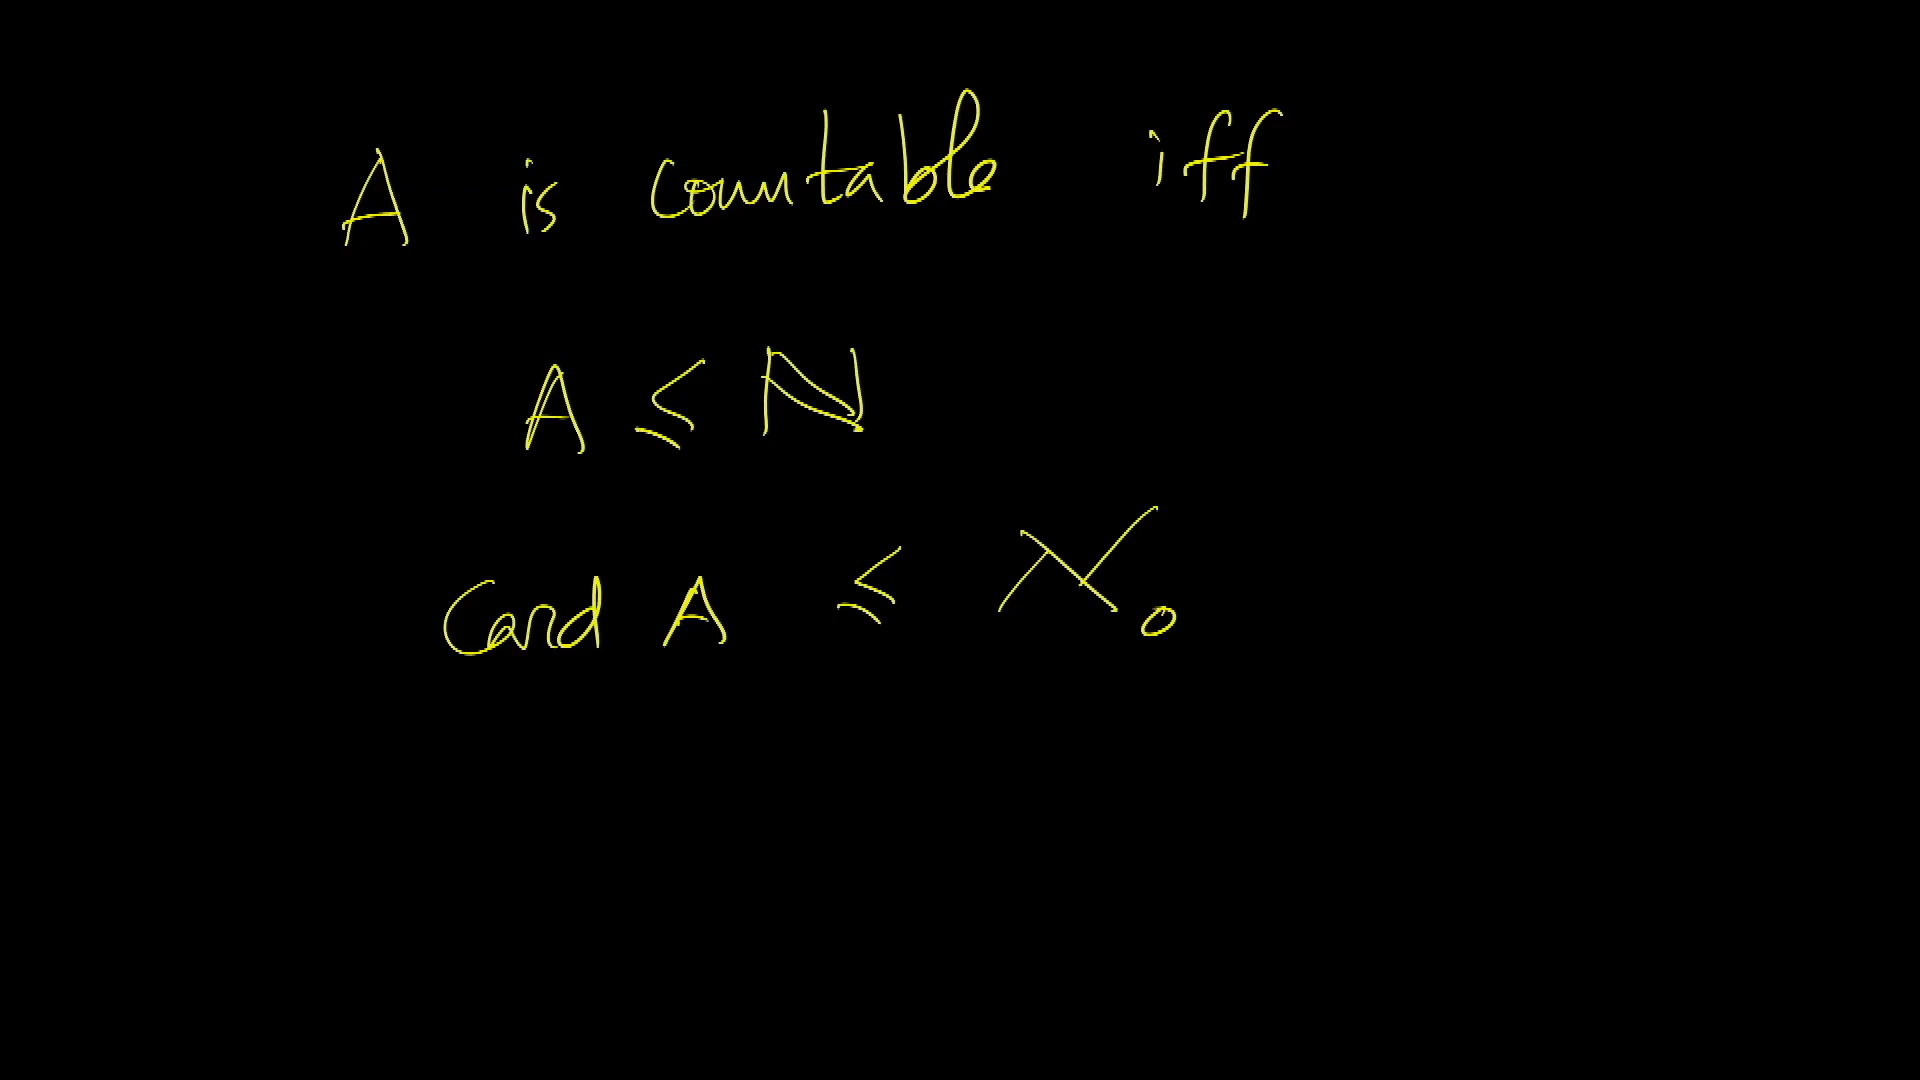 A is countable iff
A ≤ ℕ
Card A ≤ ℵ₀